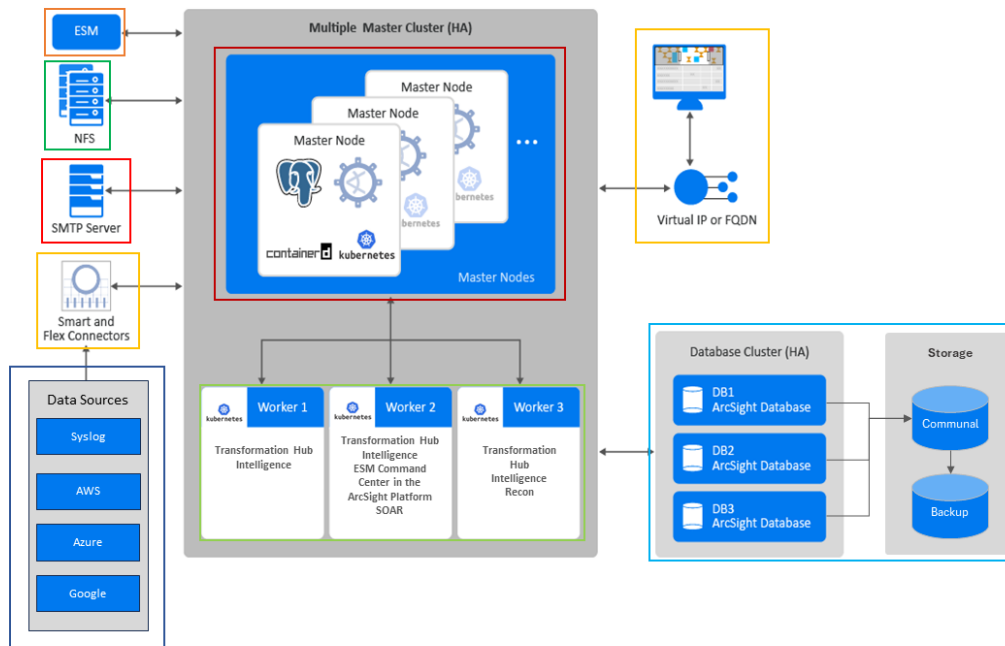 ESM
NFS
SMTP Server
Smart and
Flex Connectors
Data Sources
Syslog
AWS
Azure
Google
Multiple Master Cluster (HA)
Master Node
Master Node
Master Node
...
kubernetes
containerd
kubernetes
Master Nodes
kubernetes
Worker 1
Transformation Hub
Intelligence
kubernetes
Worker 2
Transformation Hub
Intelligence
ESM Command
Center in the
ArcSight Platform
SOAR
kubernetes
Worker 3
Transformation
Hub
Intelligence
Recon
Virtual IP or FQDN
Database Cluster (HA)
DB1
ArcSight Database
DB2
ArcSight Database
DB3
ArcSight Database
Storage
Communal
Backup